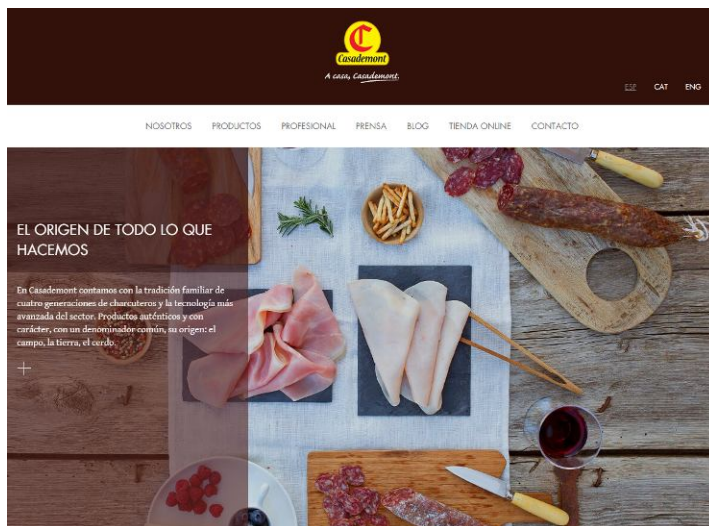 Casademont
A casa, Casademont.
ESP CAT ENG
NOSOTROS PRODUCTOS PROFESIONAL PRENSA BLOG TIENDA ONLINE CONTACTO
EL ORIGEN DE TODO LO QUE
HACEMOS
En Casademont contamos con la tradición familiar de
cuatro generaciones de charcuteros y la tecnología más
avanzada del sector. Productos auténticos y con
carácter, con un denominador común, su origen: el
campo, la tierra, el cerdo.